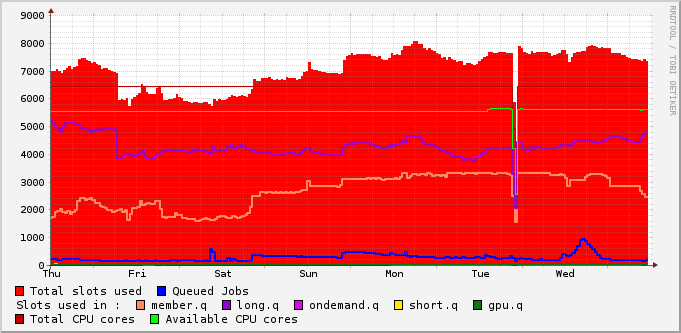 9000
8000
7000
6000
5000
4000
3000
2000
1000
0
Thu Fri Sat Sun Mon Tue Wed
Total slots used Queued Jobs
Slots used in : member.q long.q ondemand.q short.q gpu.q
Total CPU cores Available CPU cores
RRDTOOL / TOBI OETIKER